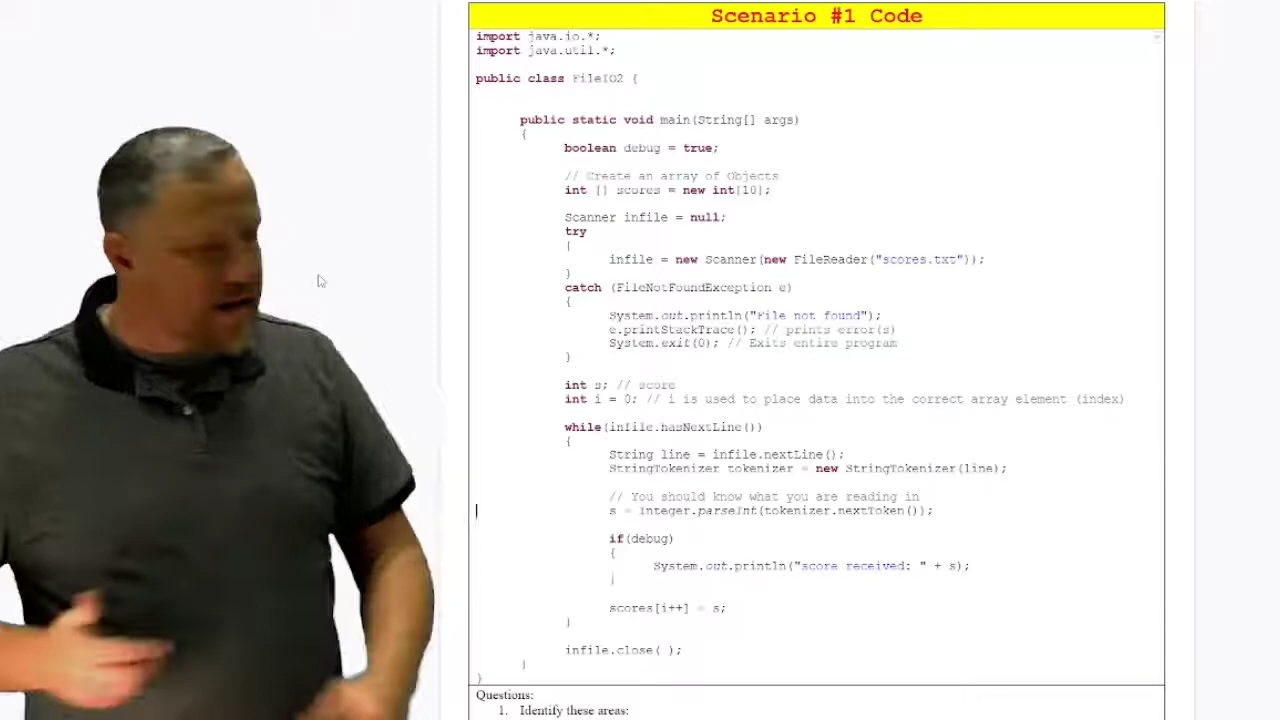 Scenario #1 Code
import java.io.*;
import java.util.*;
public class FileIO2 {
public static void main(String[] args)
{
boolean debug = true;
// Create an array of Objects
int [] scores = new int[10];
Scanner infile = null;
try
{
infile = new Scanner(new FileReader("scores.txt"));
}
catch (FileNotFoundException e)
{
System.out.println("File not found");
e.printStackTrace(); // prints error(s)
System.exit(0); // Exits entire program
}
int s; // score
int i = 0; // i is used to place data into the correct array element (index)
while(infile.hasNextLine())
{
String line = infile.nextLine();
StringTokenizer tokenizer = new StringTokenizer(line);
// You should know what you are reading in
s = Integer.parseInt(tokenizer.nextToken());
if(debug)
{
System.out.println("score received: " + s);
}
scores[i++] = s;
}
infile.close( );
}
}
Questions:
1. Identify these areas: